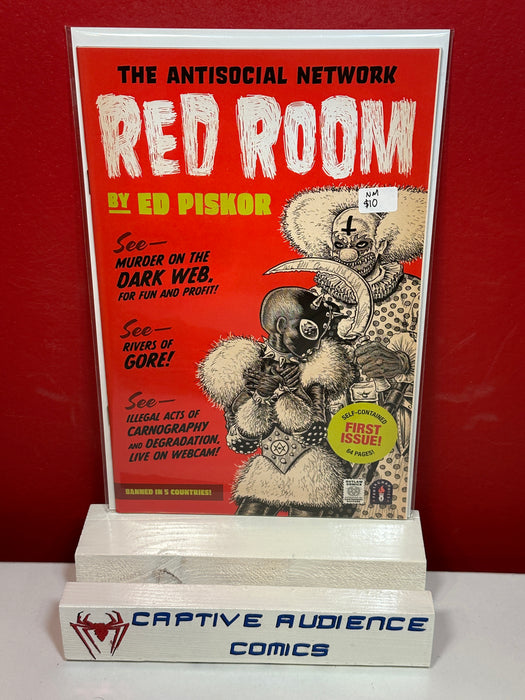 THE ANTISOCIAL NETWORK
RED ROOM
BY ED PISKOR
NM
$10
See—
MURDER ON THE
DARK WEB,
FOR FUN AND PROFIT!
See—
RIVERS OF
GORE!
See—
ILLEGAL ACTS OF
CARNOGRAPHY
AND DEGRADATION,
LIVE ON WEBCAM!
SELF-CONTAINED
FIRST
ISSUE!
64 PAGES!
BANNED IN 5 COUNTRIES!
CAPTIVE AUDIENCE
COMICS